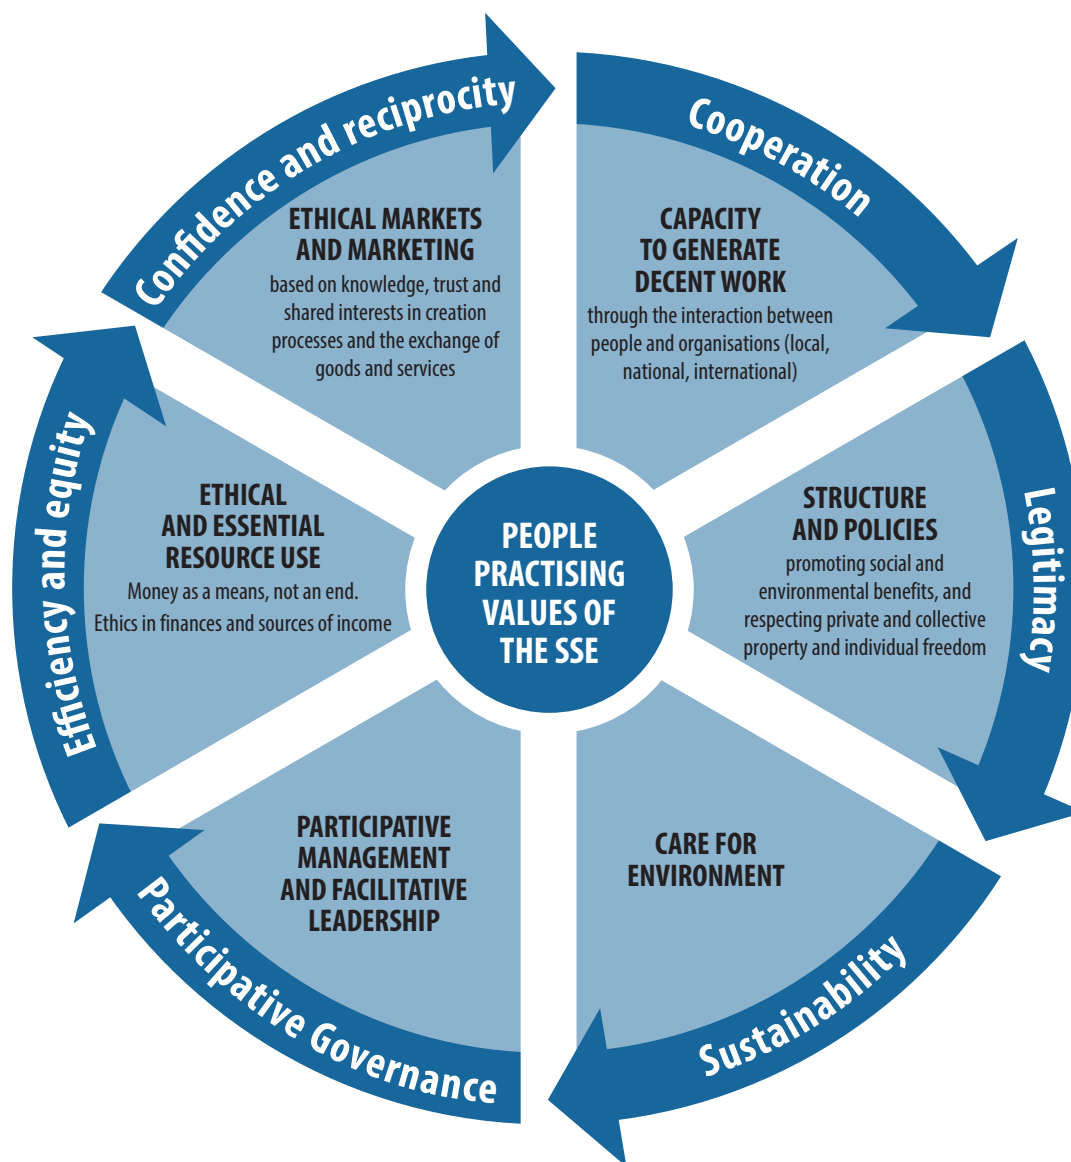 Confidence and reciprocity
ETHICAL MARKETS
AND MARKETING
based on knowledge, trust and
shared interests in creation
processes and the exchange of
goods and services
Cooperation
CAPACITY
TO GENERATE
DECENT WORK
through the interaction between
people and organisations (local,
national, international)
Legitimacy
STRUCTURE
AND POLICIES
promoting social and
environmental benefits, and
respecting private and collective
property and individual freedom
Sustainability
CARE FOR
ENVIRONMENT
Participative Governance
PARTICIPATIVE
MANAGEMENT
AND FACILITATIVE
LEADERSHIP
Efficiency and equity
ETHICAL
AND ESSENTIAL
RESOURCE USE
Money as a means, not an end.
Ethics in finances and sources of income
PEOPLE
PRACTISING
VALUES OF
THE SSE